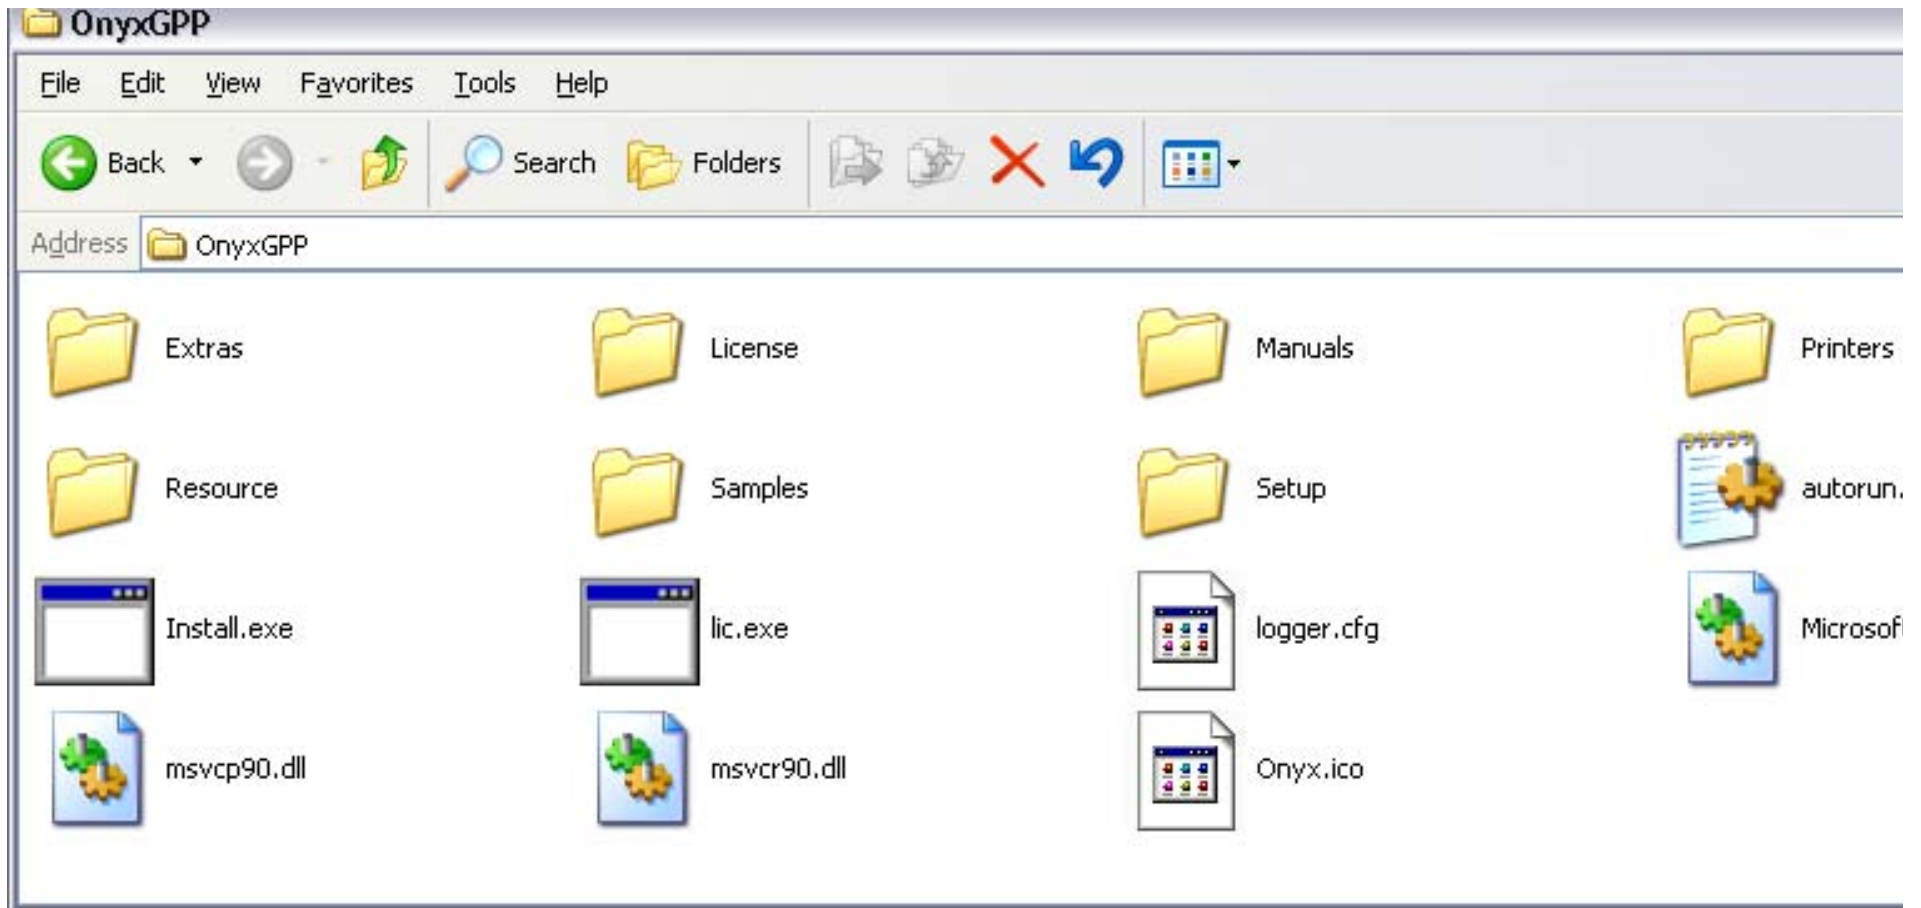 OnyxGPP
File Edit View Favorites Tools Help
Back Search Folders
Address OnyxGPP
Extras License Manuals Printers
Resource Samples Setup autorun.
Install.exe lic.exe logger.cfg Microsof
msvcp90.dll msvcr90.dll Onyx.ico